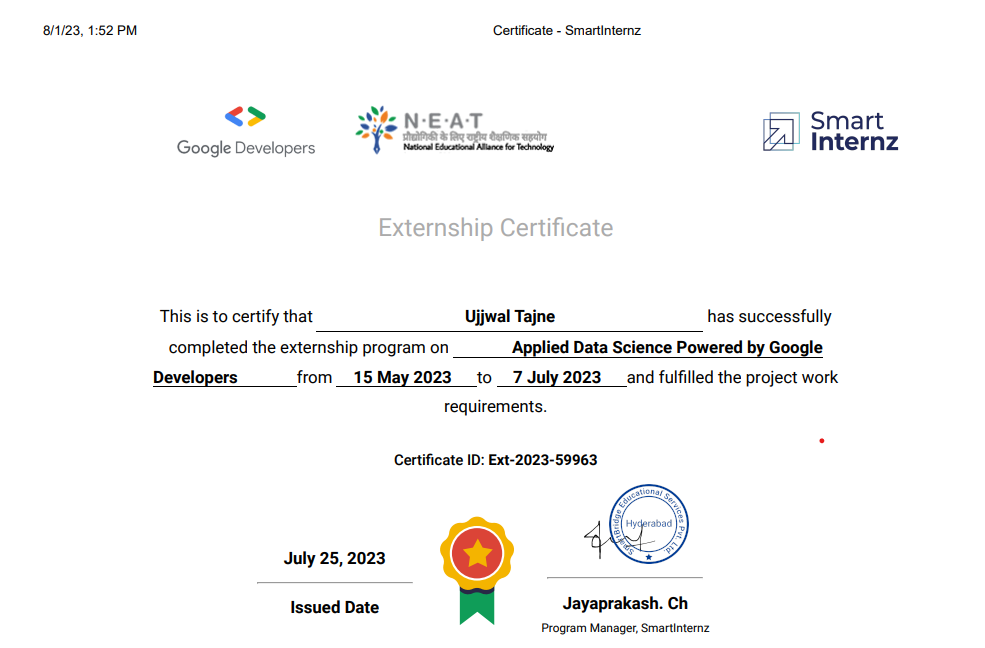 8/1/23, 1:52 PM
Certificate - SmartInternz
Google Developers
N·E·A·T
प्रौद्योगिकी के लिए राष्ट्रीय शैक्षणिक सहयोग
National Educational Alliance for Technology
Smart
Internz
Externship Certificate
This is to certify that Ujjwal Tajne has successfully
completed the externship program on Applied Data Science Powered by Google
Developers from 15 May 2023 to 7 July 2023 and fulfilled the project work
requirements.
Certificate ID: Ext-2023-59963
SmartBridge Educational Services Pvt. Ltd
Hyderabad
July 25, 2023
Issued Date
Jayaprakash. Ch
Program Manager, SmartInternz